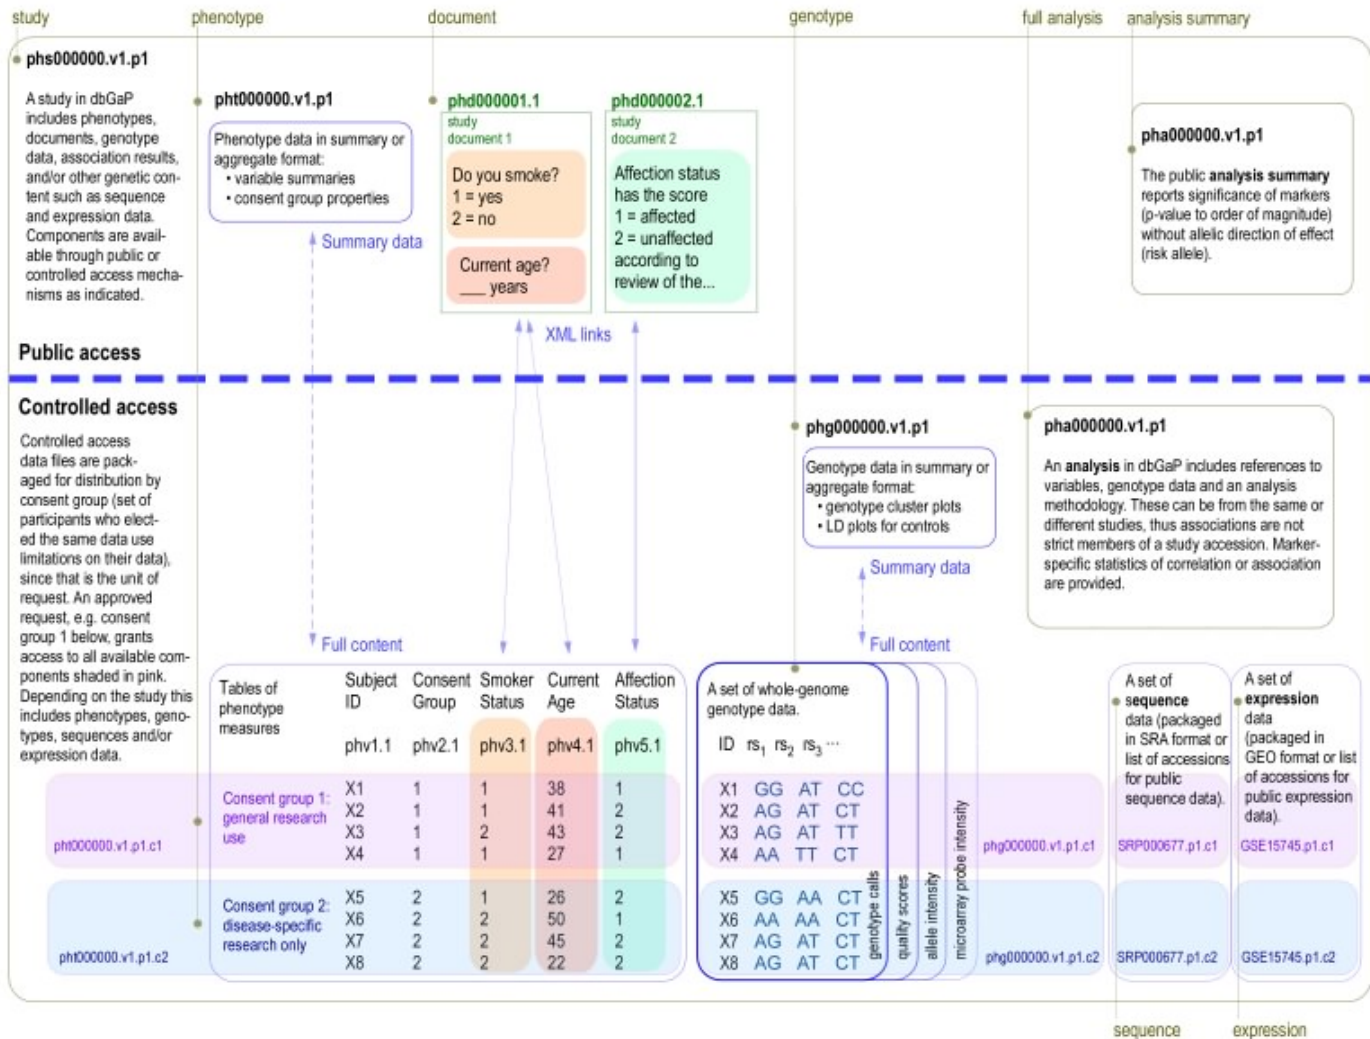 study
phenotype
document
genotype
full analysis
analysis summary
phs000000.v1.p1
A study in dbGaP
includes phenotypes,
documents, genotype
data, association results,
and/or other genetic con-
tent such as sequence
and expression data.
Components are avail-
able through public or
controlled access mecha-
nisms as indicated.
pht000000.v1.p1
Phenotype data in summary or
aggregate format:
• variable summaries
• consent group properties
Summary data
phd000001.1
study
document 1
Do you smoke?
1 = yes
2 = no
Current age?
___ years
phd000002.1
study
document 2
Affection status
has the score
1 = affected
2 = unaffected
according to
review of the...
XML links
pha000000.v1.p1
The public analysis summary
reports significance of markers
(p-value to order of magnitude)
without allelic direction of effect
(risk allele).
Public access
Controlled access
Controlled access
data files are pack-
aged for distribution by
consent group (set of
participants who elect-
ed the same data use
limitations on their data),
since that is the unit of
request. An approved
request, e.g. consent
group 1 below, grants
access to all available com-
ponents shaded in pink.
Depending on the study this
includes phenotypes, geno-
types, sequences and/or
expression data.
phg000000.v1.p1
Genotype data in summary or
aggregate format:
• genotype cluster plots
• LD plots for controls
Summary data
Full content
pha000000.v1.p1
An analysis in dbGaP includes references to
variables, genotype data and an analysis
methodology. These can be from the same or
different studies, thus associations are not
strict members of a study accession. Marker-
specific statistics of correlation or association
are provided.
Full content
Tables of
phenotype
measures
Subject Consent Smoker Current Affection
ID Group Status Age Status
phv1.1 phv2.1 phv3.1 phv4.1 phv5.1
Consent group 1:
general research
use
X1 1 1 38 1
X2 1 1 41 2
X3 1 2 43 2
X4 1 1 27 1
pht000000.v1.p1.c1
Consent group 2:
disease-specific
research only
X5 2 1 26 2
X6 2 2 50 1
X7 2 2 45 2
X8 2 2 22 2
pht000000.v1.p1.c2
A set of whole-genome
genotype data.
ID rs1 rs2 rs3 ...
X1 GG AT CC
X2 AG AT CT
X3 AG AT TT
X4 AA TT CT
X5 GG AA CT
X6 AA AA CT
X7 AG AT CT
X8 AG AT CT
genotype calls
quality scores
allele intensity
microarray probe intensity
phg000000.v1.p1.c1
phg000000.v1.p1.c2
A set of
sequence
data (packaged
in SRA format or
list of accessions
for public
sequence data).
SRP000677.p1.c1
SRP000677.p1.c2
A set of
expression
data
(packaged in
GEO format or list
of accessions for
public expression
data).
GSE15745.p1.c1
GSE15745.p1.c2
sequence
expression